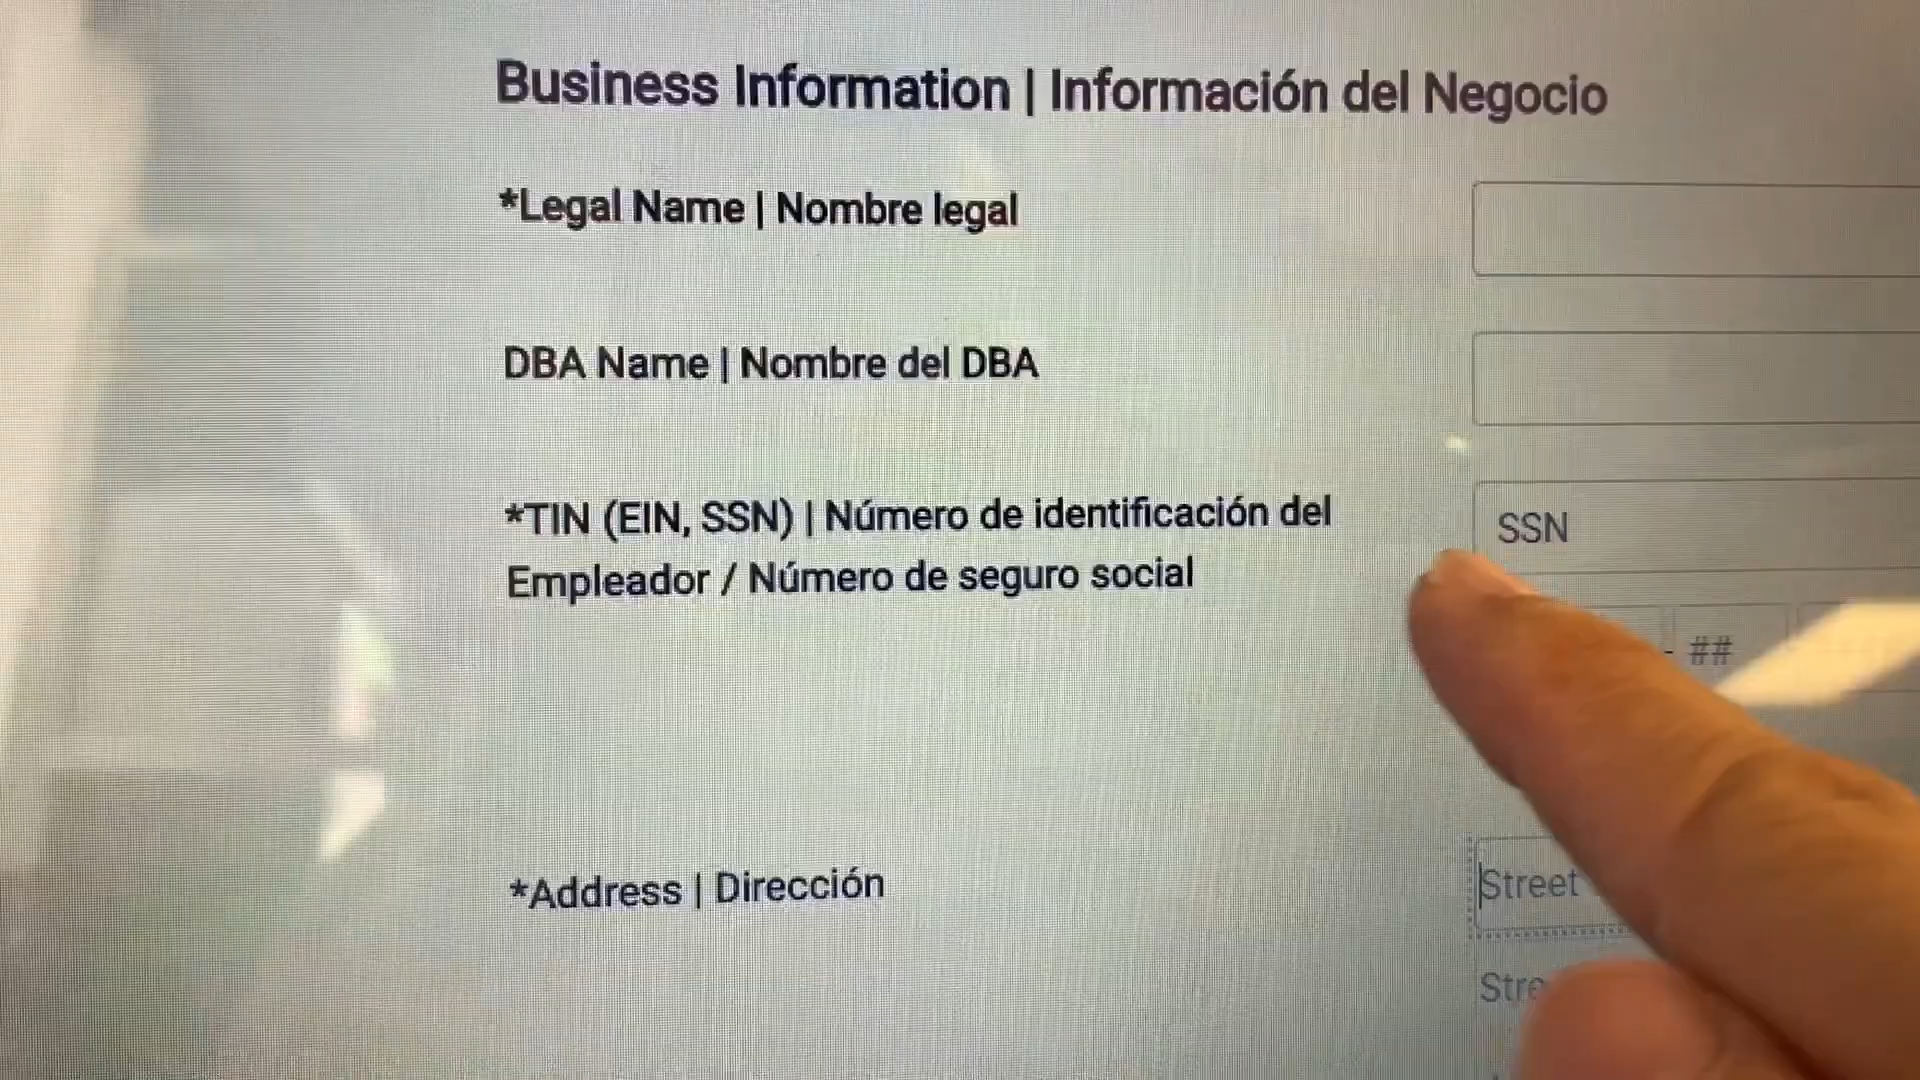 Business Information | Información del Negocio
*Legal Name | Nombre legal
DBA Name | Nombre del DBA
*TIN (EIN, SSN) | Número de identificación del
Empleador / Número de seguro social
SSN
- ##
*Address | Dirección
Street